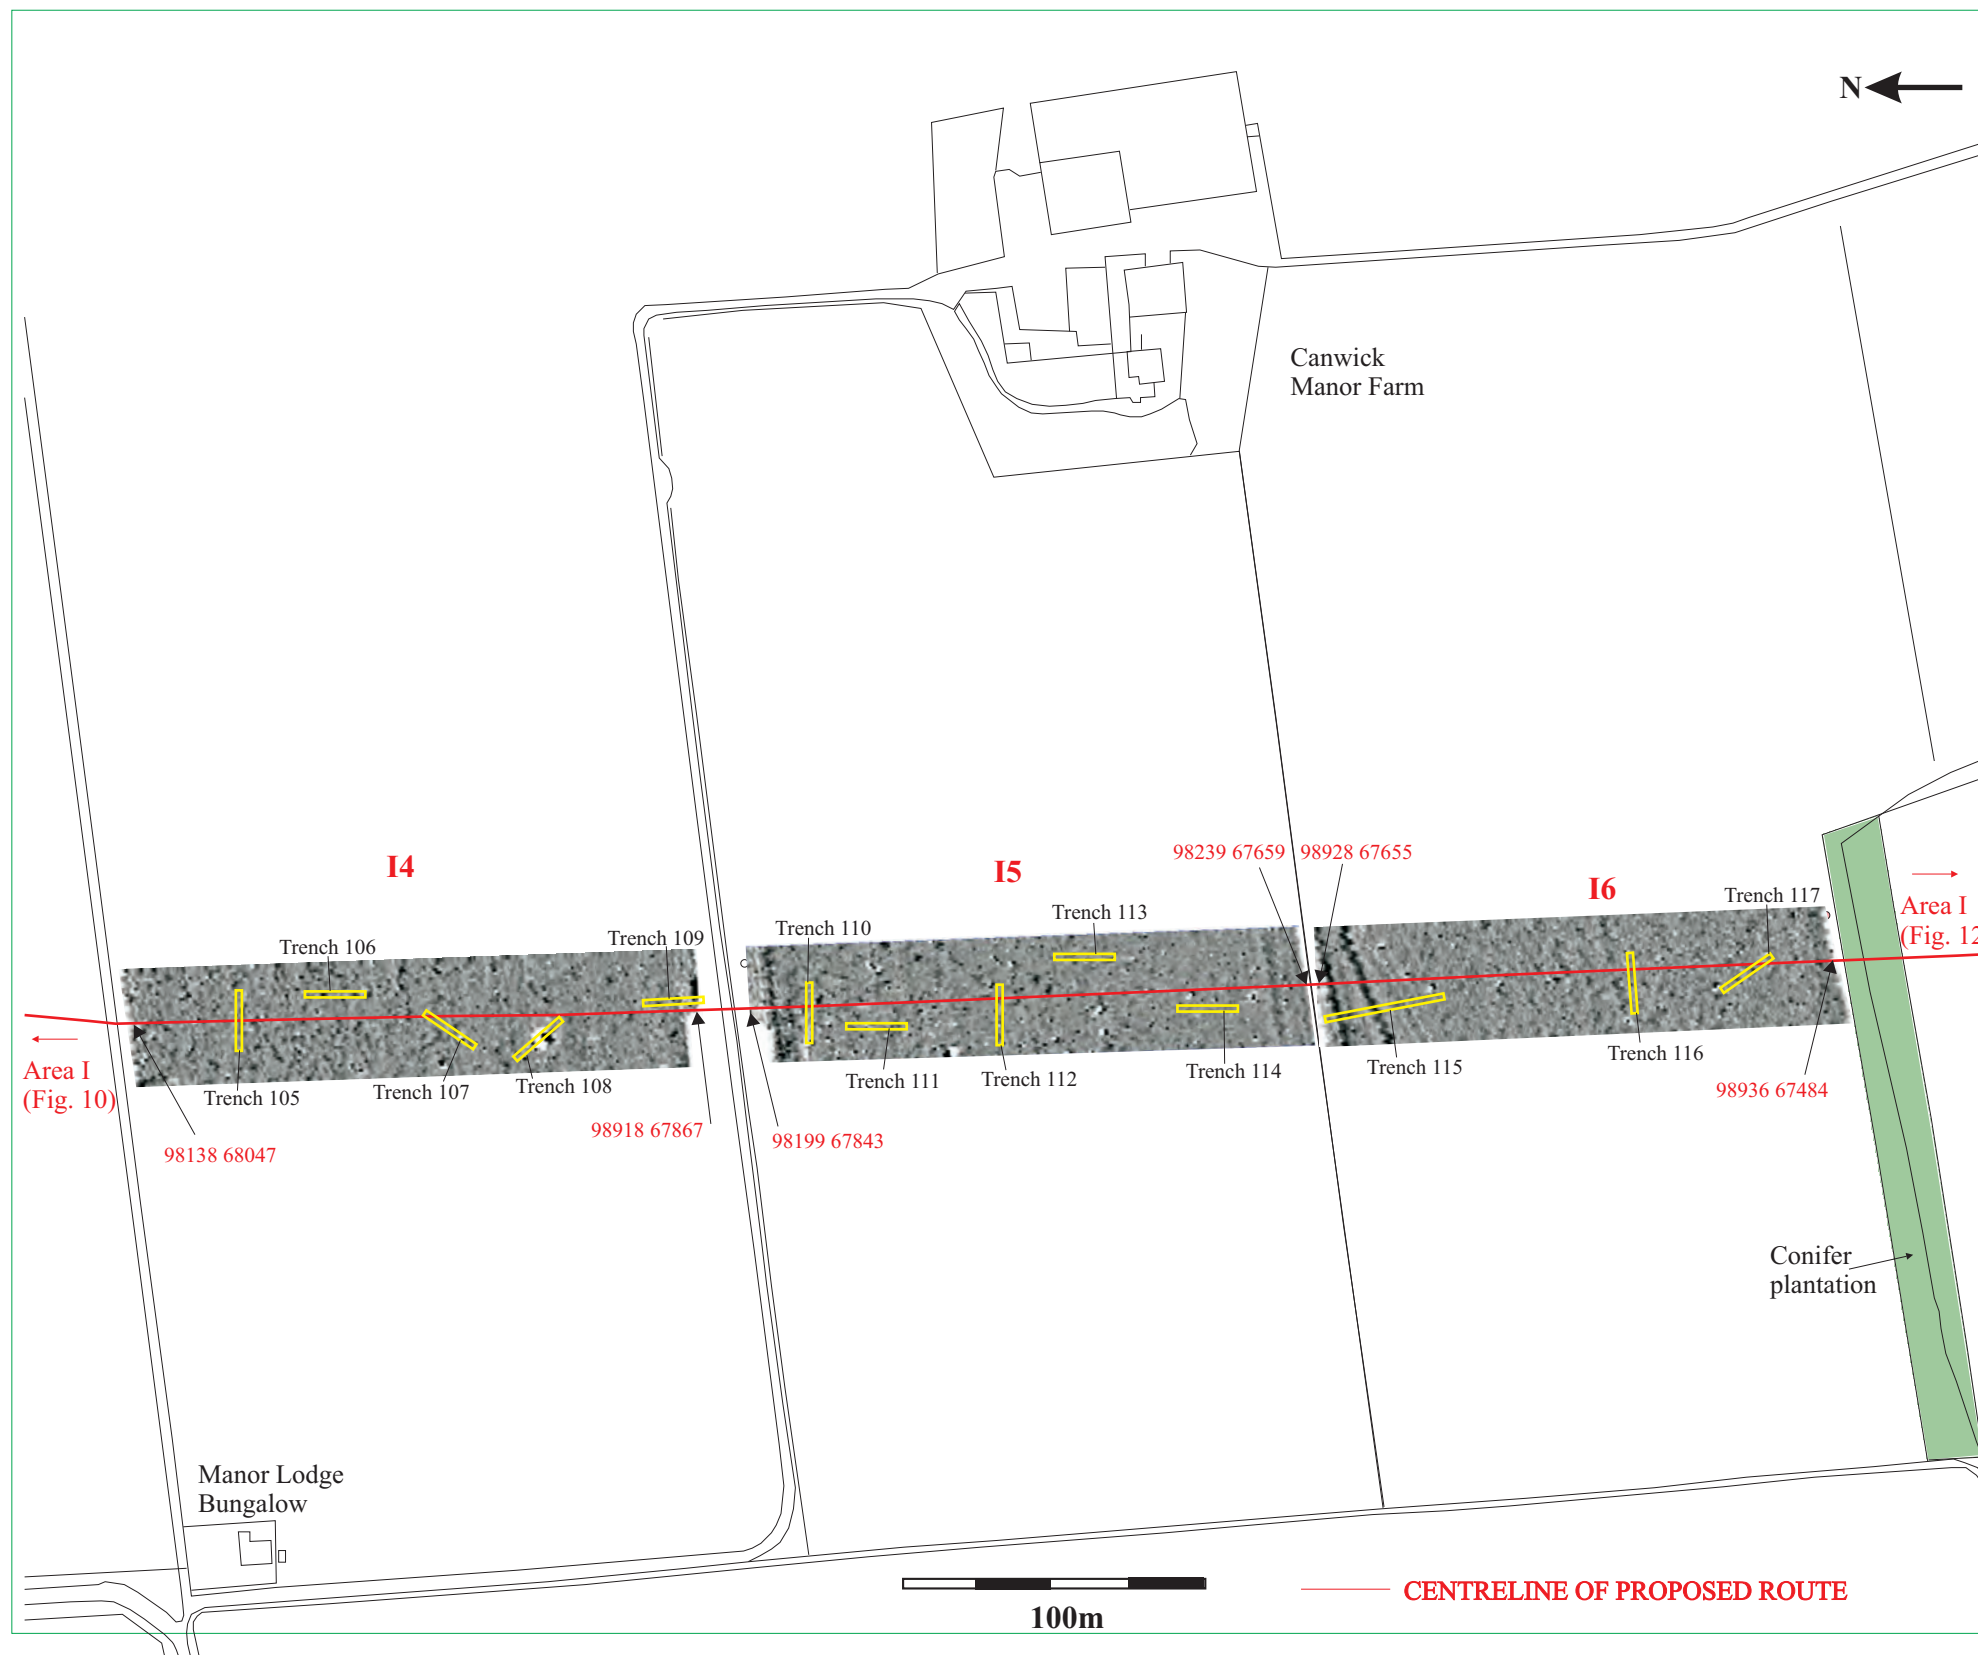 N
Canwick
Manor Farm
98239 67659
98928 67655
I4
I5
I6
Trench 117
Area I
(Fig. 12
Trench 113
Trench 110
Trench 109
Trench 106
Area I
(Fig. 10)
Trench 105
Trench 107
Trench 108
Trench 111
Trench 112
Trench 114
Trench 115
Trench 116
98936 67484
98918 67867
98199 67843
98138 68047
Conifer
plantation
Manor Lodge
Bungalow
100m
CENTRELINE OF PROPOSED ROUTE